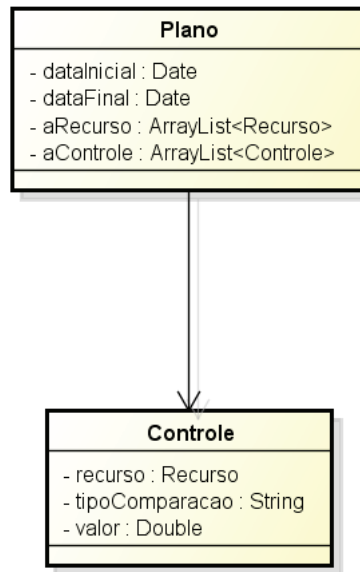 Plano
- dataInicial : Date
- dataFinal : Date
- aRecurso : ArrayList<Recurso>
- aControle : ArrayList<Controle>
Controle
- recurso : Recurso
- tipoComparacao : String
- valor : Double